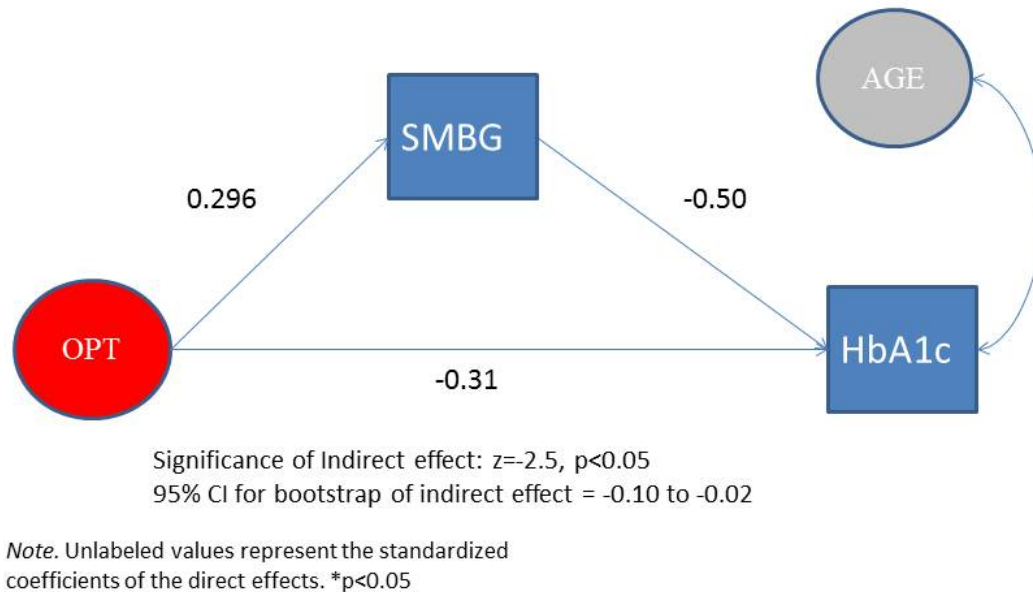 AGE
SMBG
0.296
-0.50
OPT
HbA1c
-0.31
Significance of Indirect effect: z=-2.5, p<0.05
95% CI for bootstrap of indirect effect = -0.10 to -0.02
Note. Unlabeled values represent the standardized
coefficients of the direct effects. *p<0.05